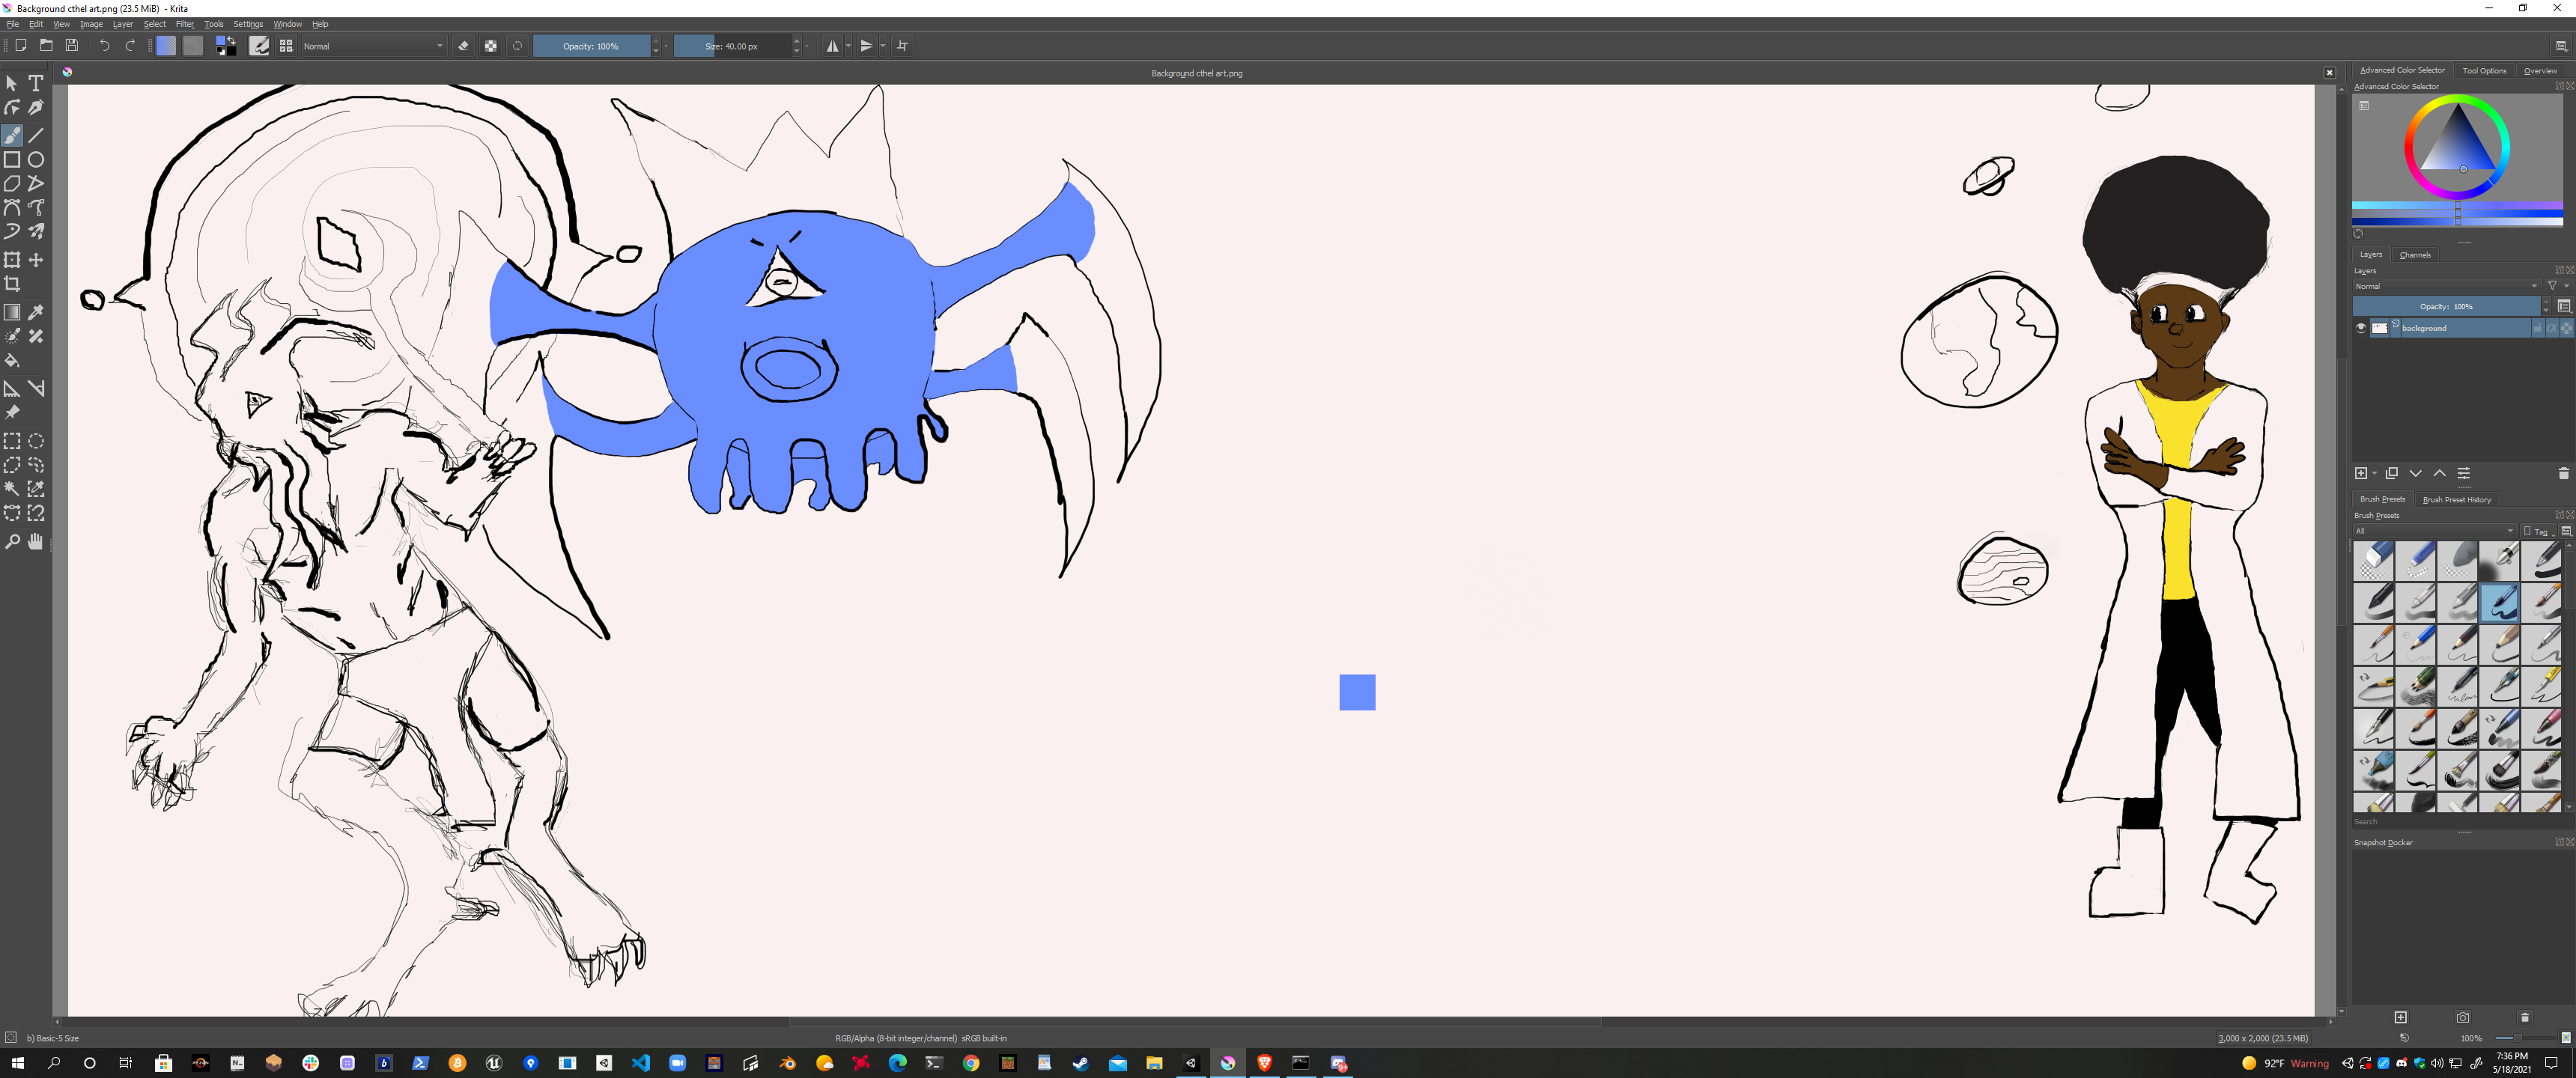 Background cthel art.png (23.5 MiB) - Krita
File Edit View Image Layer Select Filter Tools Settings Window Help
Normal Opacity: 100% Size: 40.00 px
Background cthel art.png
Advanced Color Selector Tool Options Overview
Advanced Color Selector
Layers Channels
Layers
Normal
Opacity: 100%
background
Brush Presets Brush Preset History
Brush Presets
All Tag
Search
Snapshot Docker
b) Basic-5 Size RGB/Alpha (8-bit integer/channel) sRGB built-in 3,000 x 2,000 (23.5 MiB) 100%
92°F Warning 7:36 PM
5/18/2021